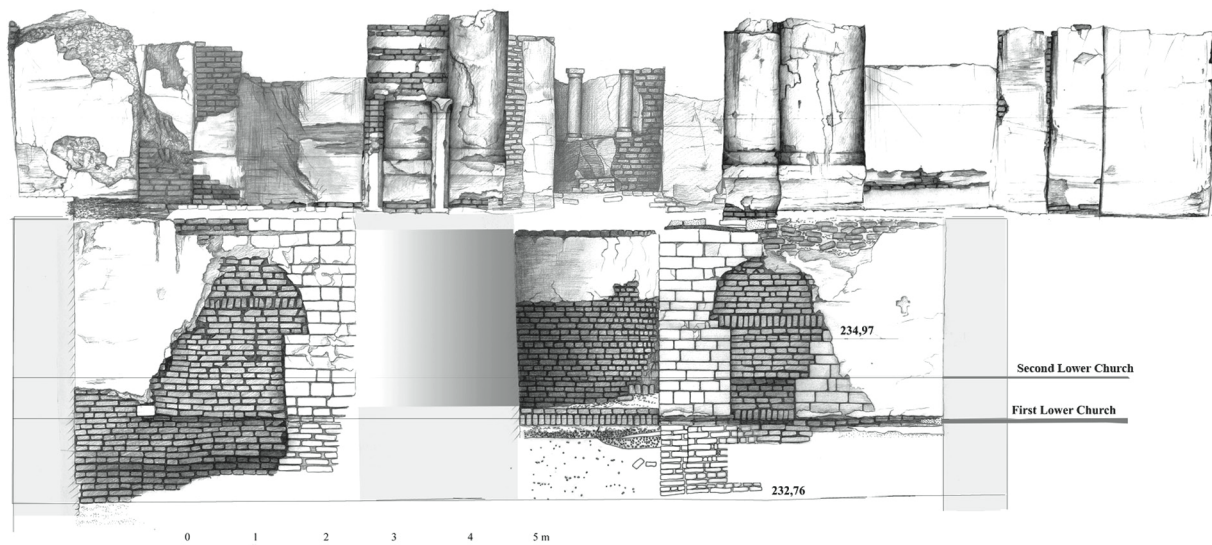 234,97
Second Lower Church
First Lower Church
232,76
0 1 2 3 4 5 m